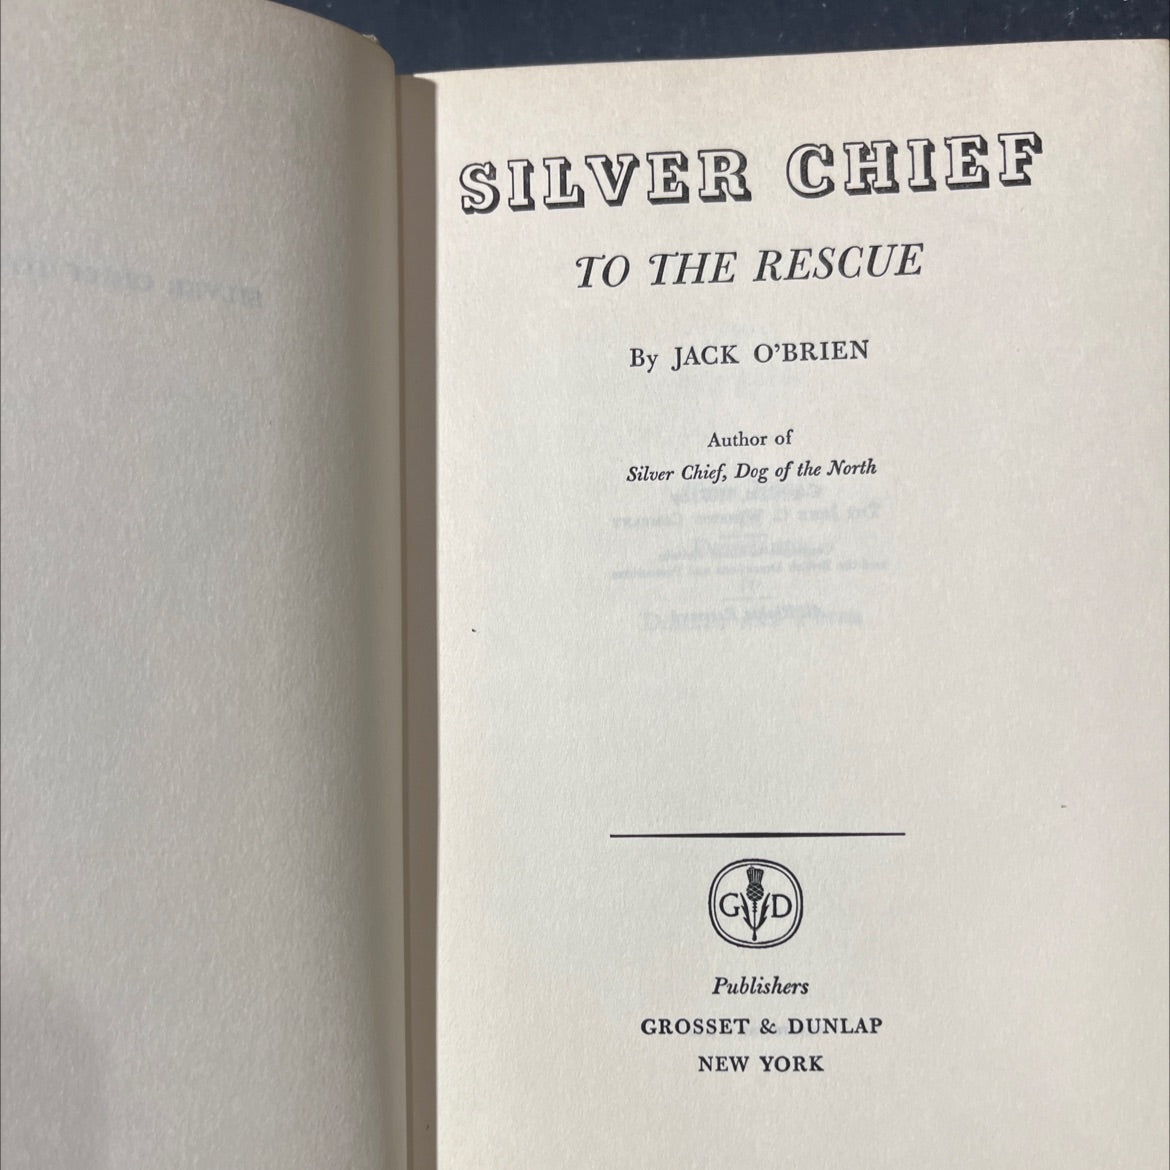 SILVER CHIEF
TO THE RESCUE
By JACK O'BRIEN
Author of
Silver Chief, Dog of the North
G D
Publishers
GROSSET & DUNLAP
NEW YORK